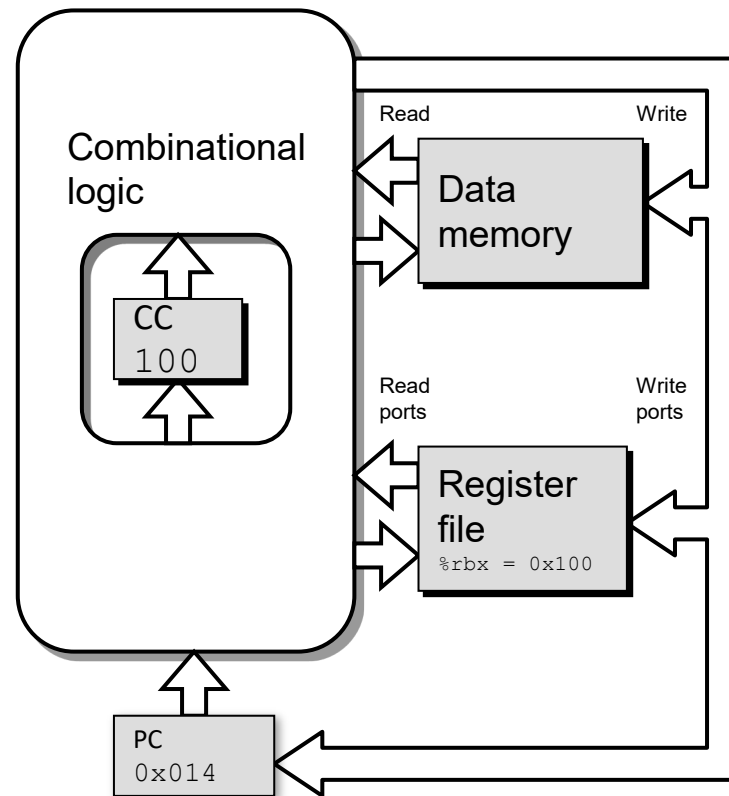 Combinational
logic
CC
100
Read
Write
Data
memory
Read
ports
Write
ports
Register
file
%rbx = 0x100
PC
0x014